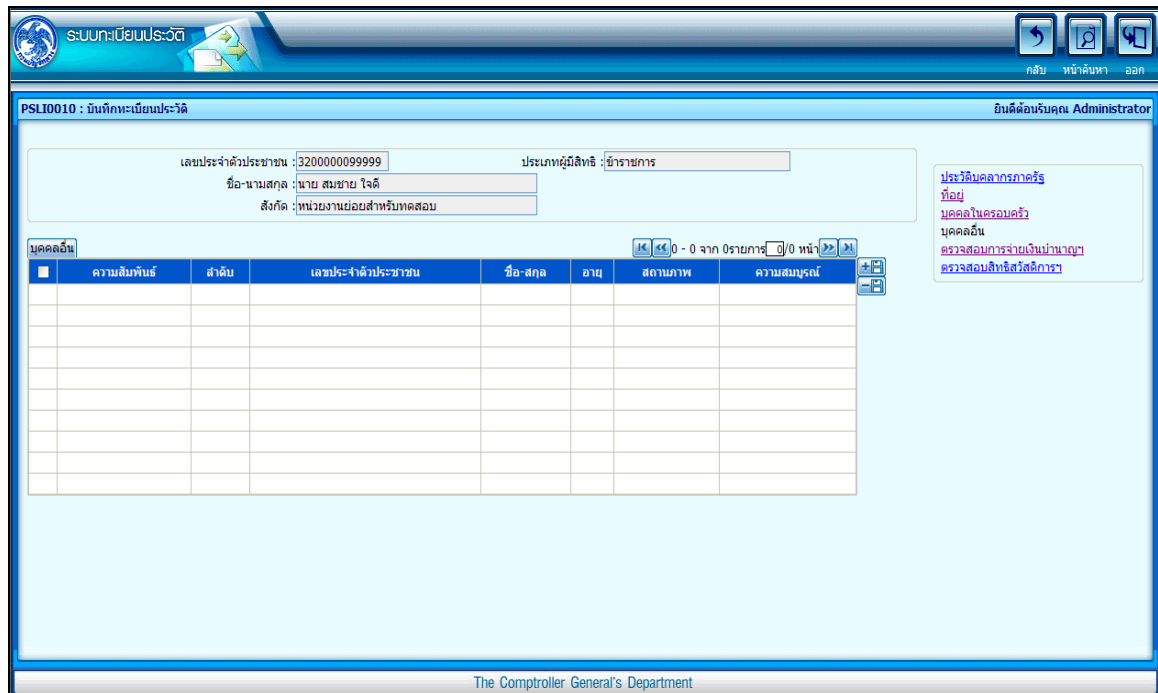 ระบบทะเบียนประวัติ
กลับ หน้าค้นหา ออก
PSLI0010 : บันทึกทะเบียนประวัติ ยินดีต้อนรับคุณ Administrator
เลขประจำตัวประชาชน : 3200000099999 ประเภทผู้มีสิทธิ : ข้าราชการ
ชื่อ-นามสกุล : นาย สมชาย ใจดี
สังกัด : หน่วยงานย่อยสำหรับทดสอบ
ประวัติบุคลากรภาครัฐ
ที่อยู่
บุคคลในครอบครัว
บุคคลอื่น
ตรวจสอบการจ่ายเงินบำนาญฯ
ตรวจสอบสิทธิสวัสดิการฯ
บุคคลอื่น 0 - 0 จาก 0รายการ 0/0 หน้า
ความสัมพันธ์ ลำดับ เลขประจำตัวประชาชน ชื่อ-สกุล อายุ สถานภาพ ความสมบูรณ์
The Comptroller General's Department